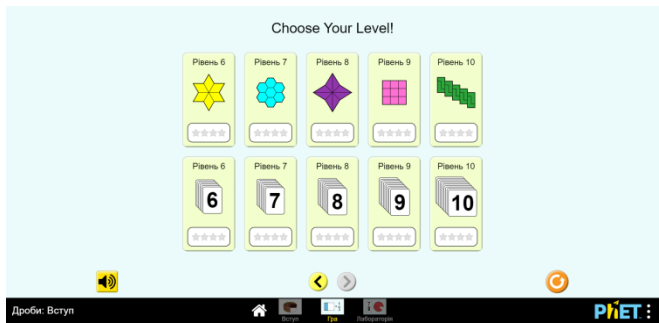 Choose Your Level!
Рівень 6 Рівень 7 Рівень 8 Рівень 9 Рівень 10
Рівень 6 Рівень 7 Рівень 8 Рівень 9 Рівень 10
6 7 8 9 10
Дроби: Вступ
Вступ Гра Лабораторія
PhET